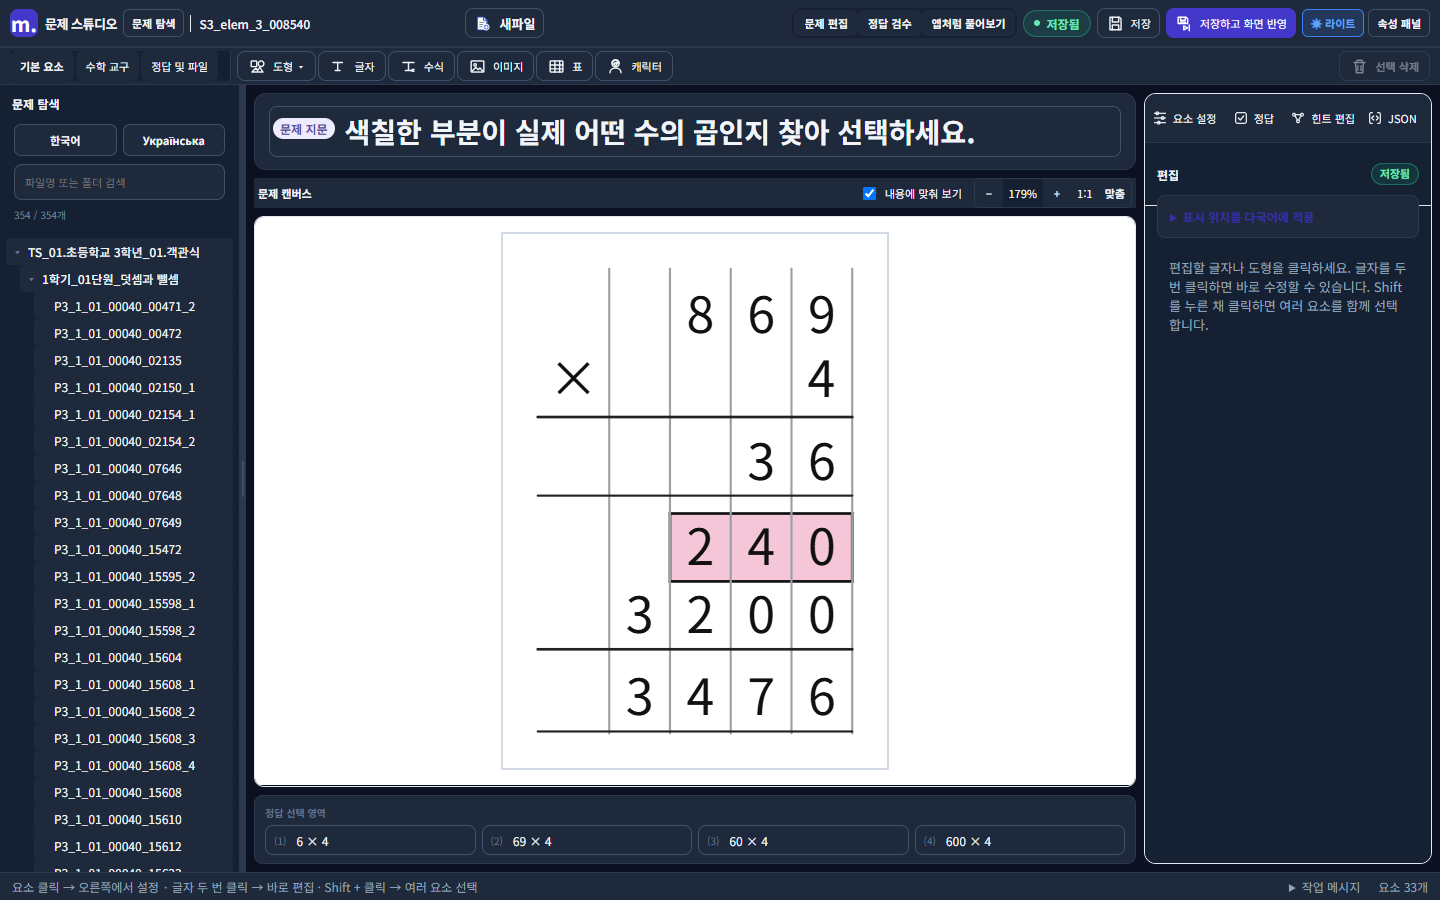 m. 문제 스튜디오 문제 탐색 S3_elem_3_008540 새파일 문제 편집 정답 검수 앱처럼 풀어보기 저장됨 저장 저장하고 화면 반영 라이트 속성 패널
기본 요소 수학 교구 정답 및 파일 도형 글자 수식 이미지 표 캐릭터 선택 삭제
문제 탐색
한국어 Українська
파일명 또는 폴더 검색
354 / 354개
TS_01.초등학교 3학년_01.객관식
1학기_01단원_덧셈과 뺄셈
P3_1_01_00040_00471_2
P3_1_01_00040_00472
P3_1_01_00040_02135
P3_1_01_00040_02150_1
P3_1_01_00040_02154_1
P3_1_01_00040_02154_2
P3_1_01_00040_07646
P3_1_01_00040_07648
P3_1_01_00040_07649
P3_1_01_00040_15472
P3_1_01_00040_15595_2
P3_1_01_00040_15598_1
P3_1_01_00040_15598_2
P3_1_01_00040_15604
P3_1_01_00040_15608_1
P3_1_01_00040_15608_2
P3_1_01_00040_15608_3
P3_1_01_00040_15608_4
P3_1_01_00040_15608
P3_1_01_00040_15610
P3_1_01_00040_15612
문제 지문 색칠한 부분이 실제 어떤 수의 곱인지 찾아 선택하세요.
문제 캔버스 내용에 맞춰 보기 − 179% + 1:1 맞춤
8 6 9
× 4
3 6
2 4 0
3 2 0 0
3 4 7 6
정답 선택 영역
(1) 6 × 4 (2) 69 × 4 (3) 60 × 4 (4) 600 × 4
요소 설정 정답 힌트 편집 JSON
편집 저장됨
▶ 표시 위치를 다국어에 적용
편집할 글자나 도형을 클릭하세요. 글자를 두
번 클릭하면 바로 수정할 수 있습니다. Shift
를 누른 채 클릭하면 여러 요소를 함께 선택
합니다.
요소 클릭 → 오른쪽에서 설정 · 글자 두 번 클릭 → 바로 편집 · Shift + 클릭 → 여러 요소 선택 ▶ 작업 메시지 요소 33개